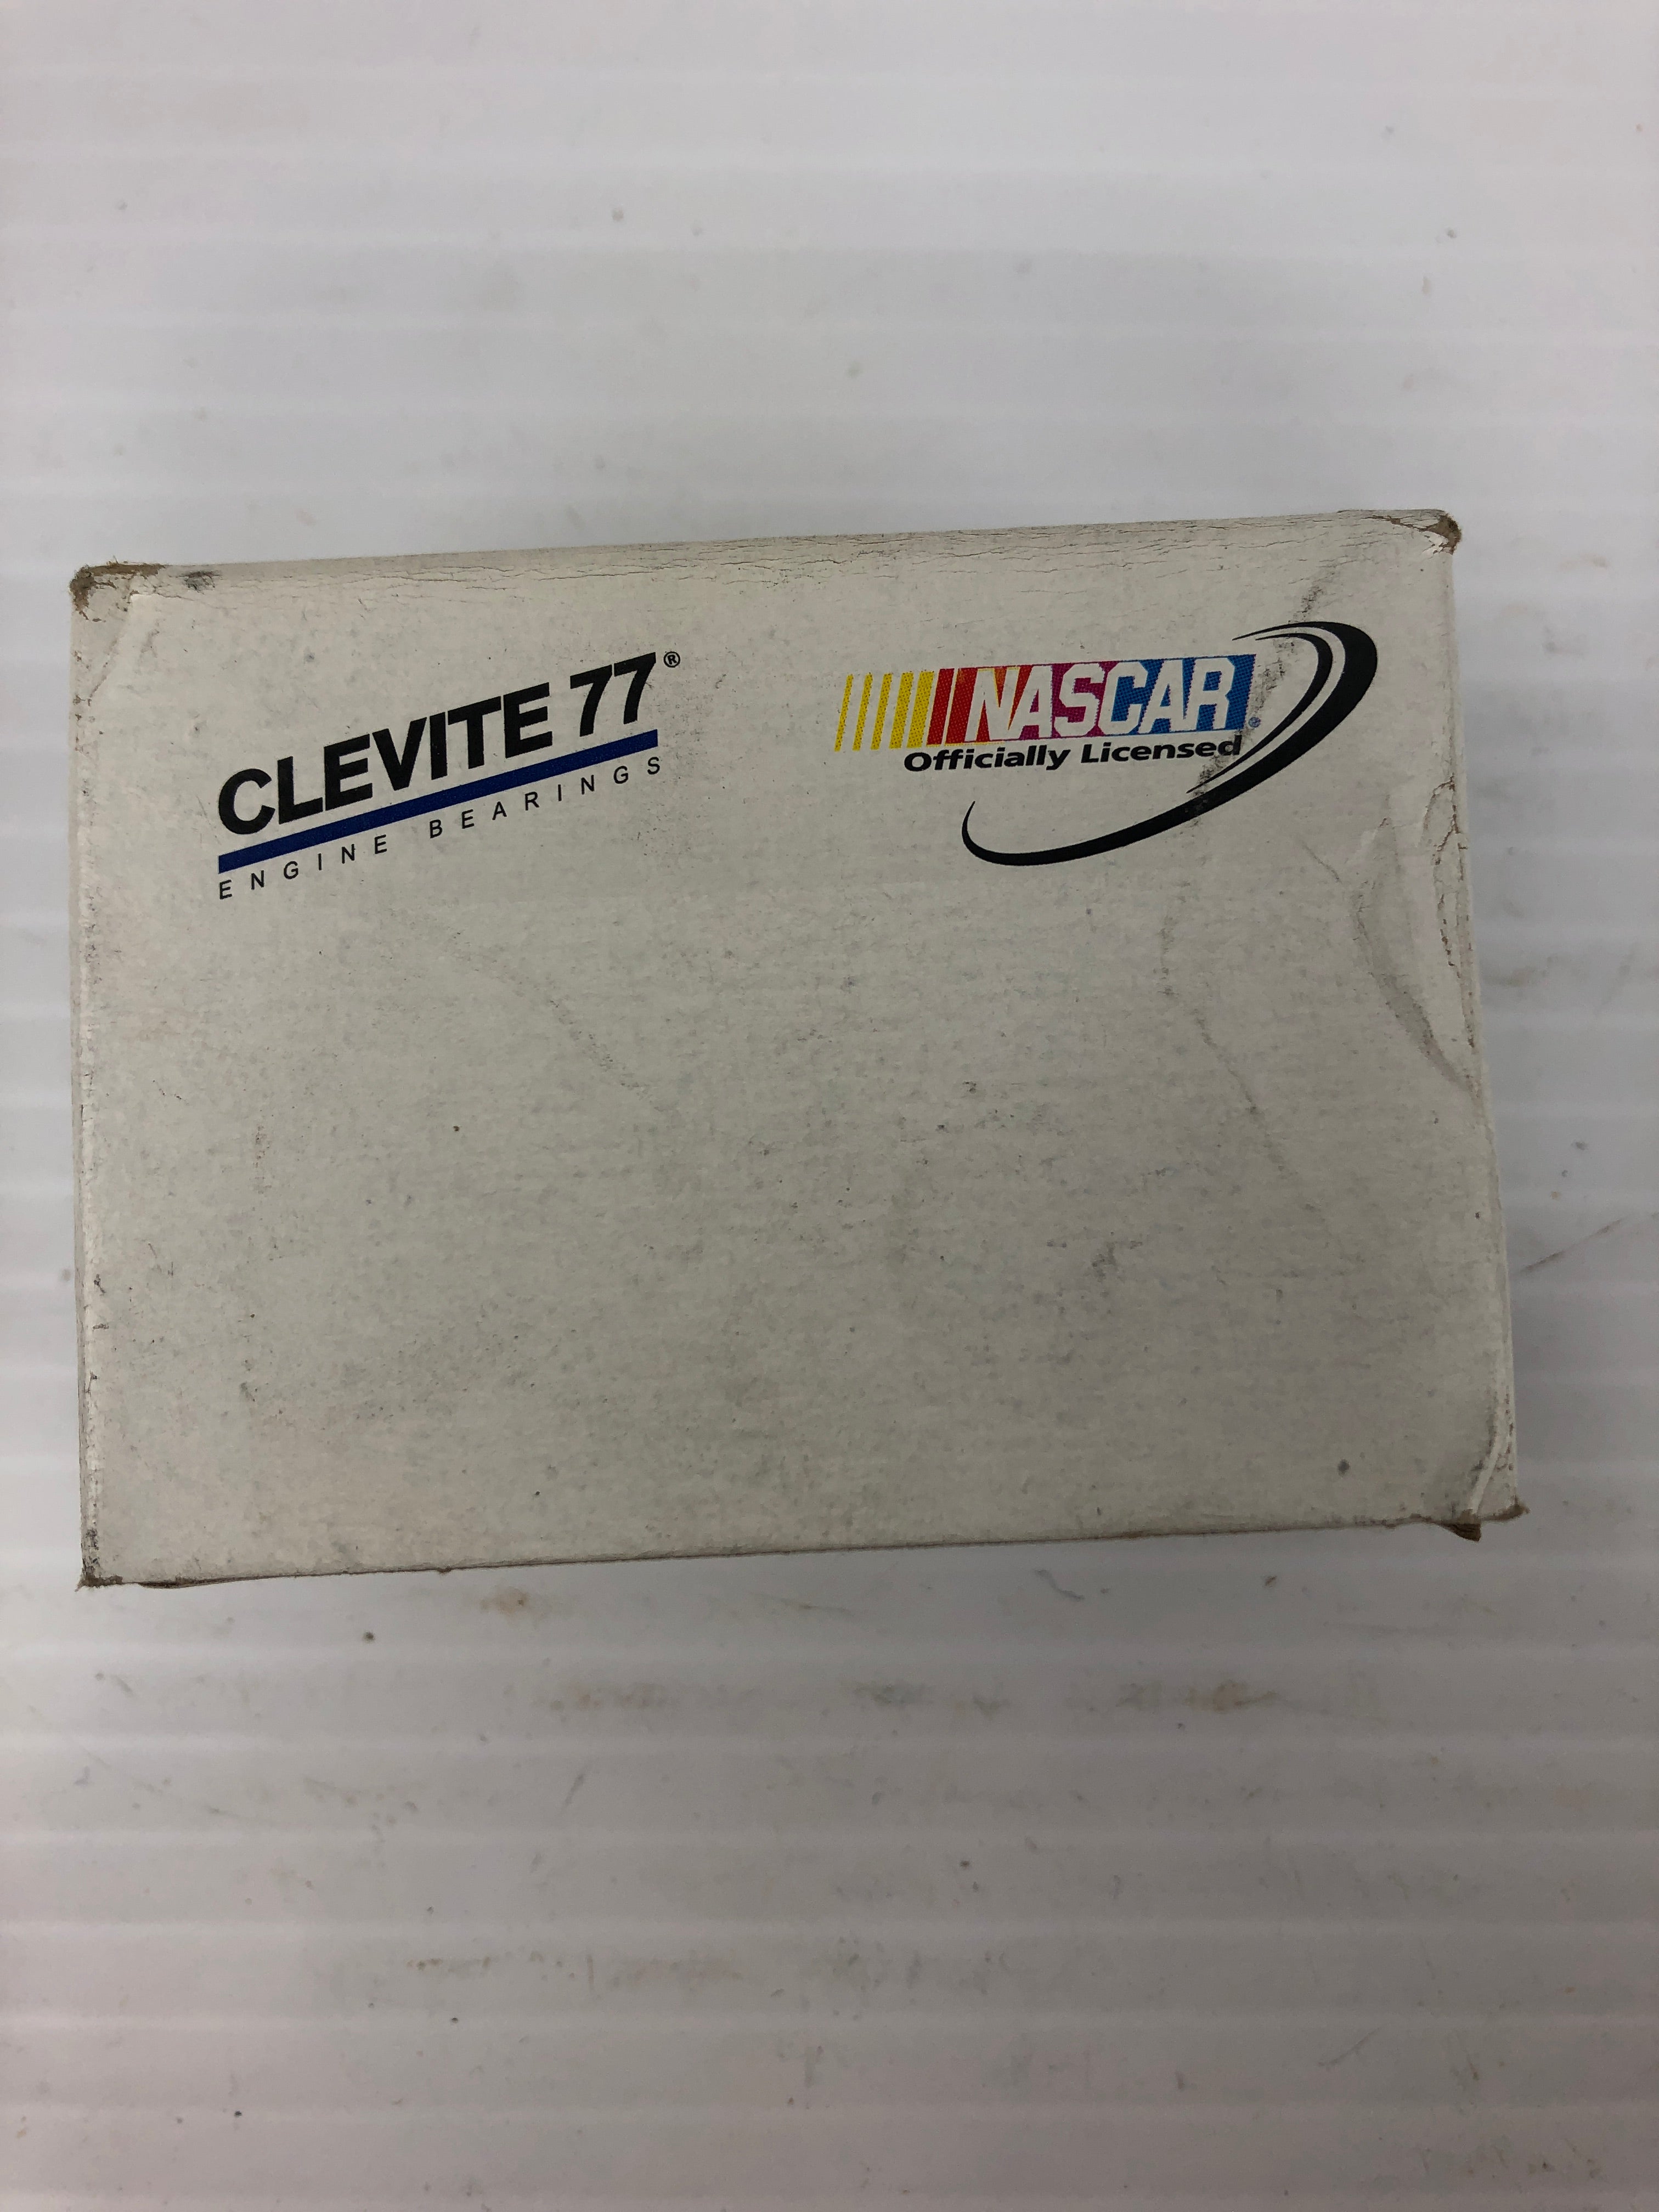 CLEVITE 77®
ENGINE BEARINGS
NASCAR®
Officially Licensed